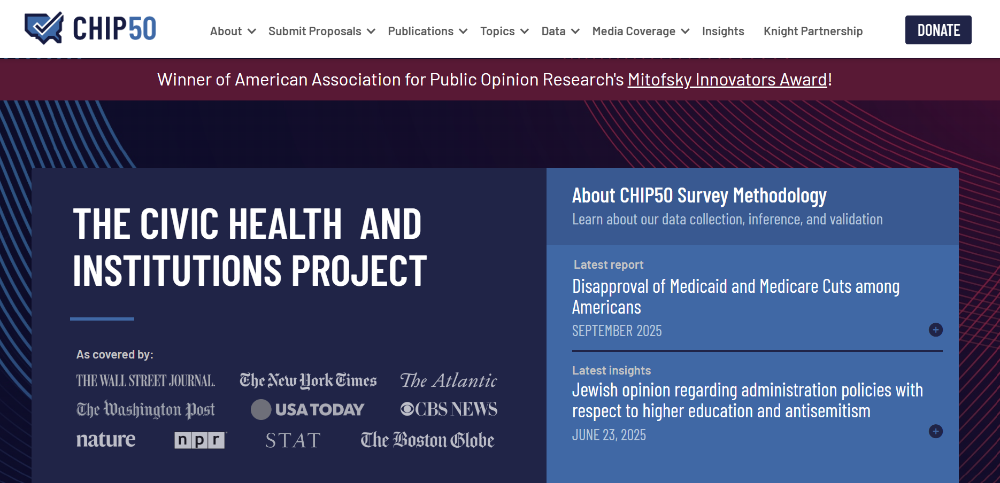 CHIP50
About
Submit Proposals
Publications
Topics
Data
Media Coverage
Insights
Knight Partnership
DONATE
Winner of American Association for Public Opinion Research's Mitofsky Innovators Award!
THE CIVIC HEALTH AND
INSTITUTIONS PROJECT
As covered by:
THE WALL STREET JOURNAL.
The New York Times
The Atlantic
The Washington Post
USA TODAY
CBS NEWS
nature
npr
STAT
The Boston Globe
About CHIP50 Survey Methodology
Learn about our data collection, inference, and validation
Latest report
Disapproval of Medicaid and Medicare Cuts among
Americans
SEPTEMBER 2025
Latest insights
Jewish opinion regarding administration policies with
respect to higher education and antisemitism
JUNE 23, 2025